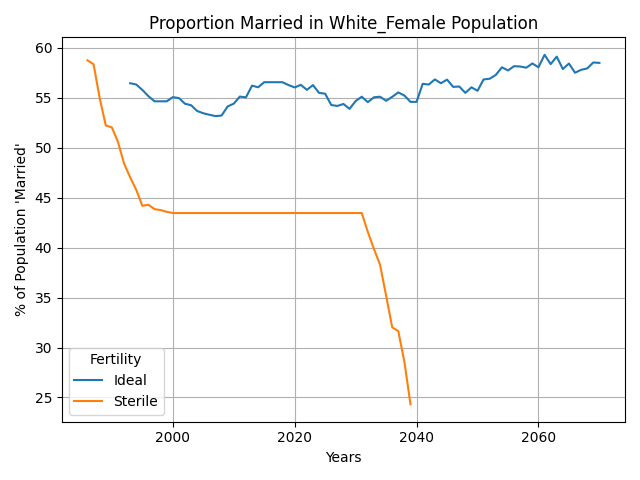 Proportion Married in White_Female Population
% of Population 'Married'
60
55
50
45
40
35
30
25
Fertility
Ideal
Sterile
2000
2020
2040
2060
Years